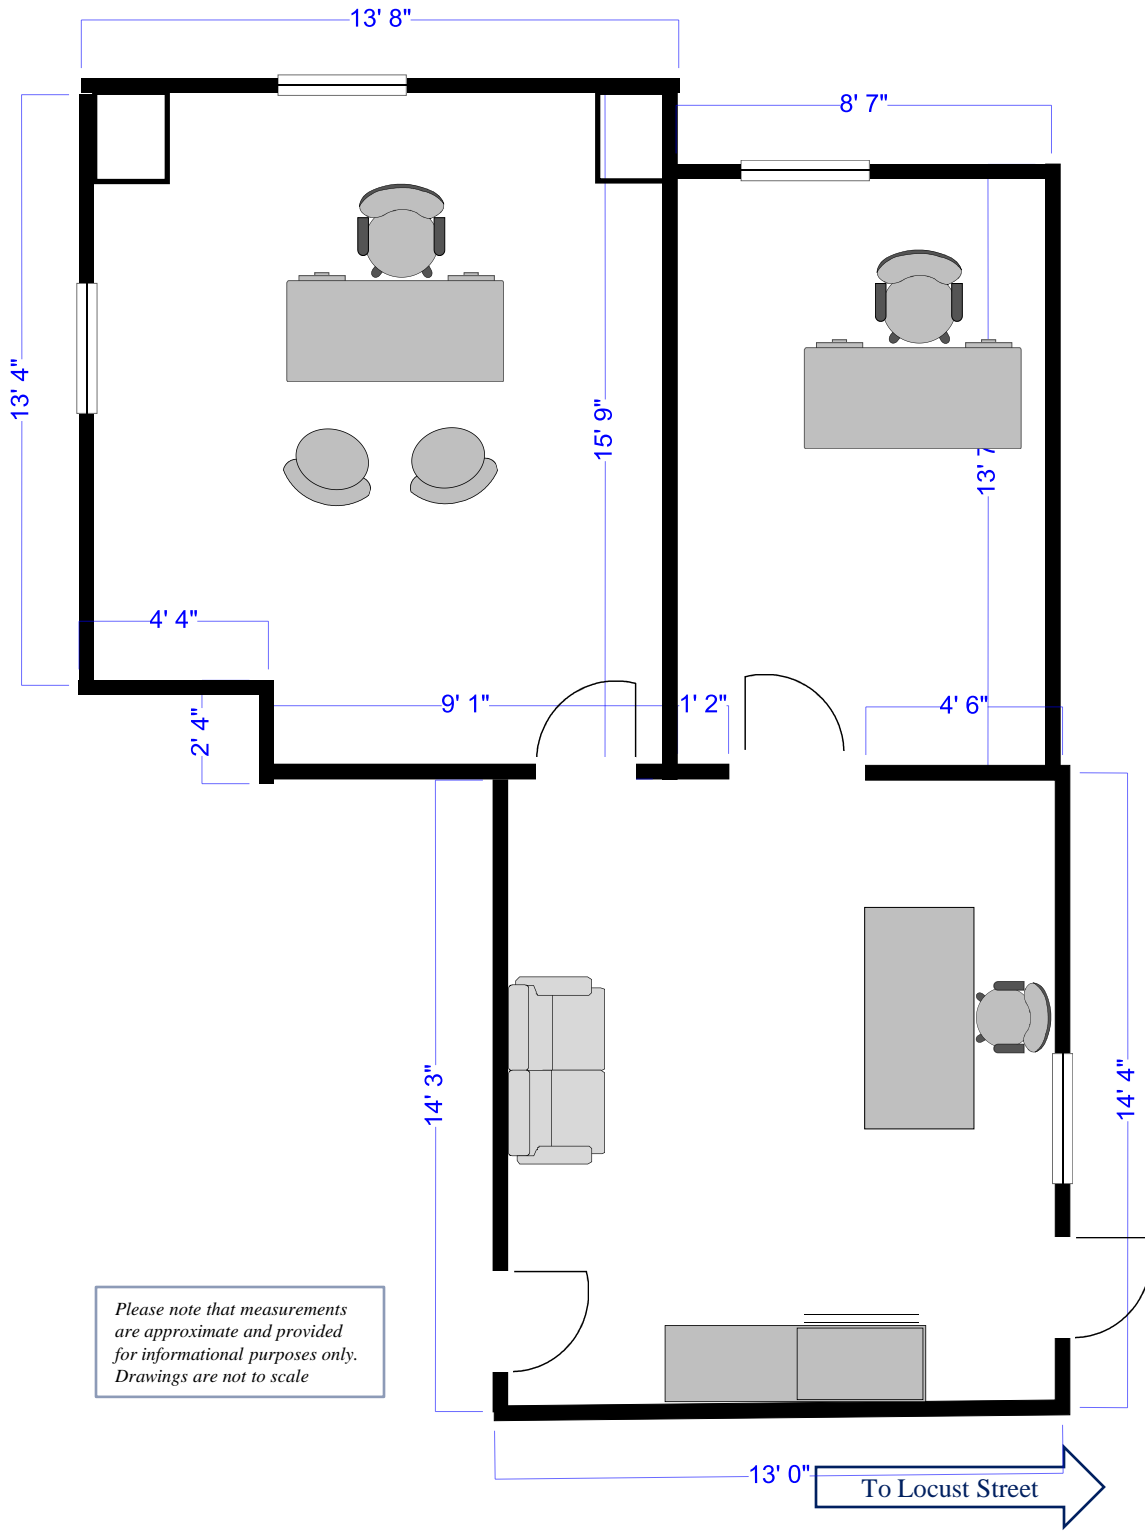 13' 8"
8' 7"
13' 4"
15' 9"
13' 7
4' 4"
9' 1"
1' 2"
4' 6"
2' 4"
14' 3"
14' 4"
Please note that measurements
are approximate and provided
for informational purposes only.
Drawings are not to scale
13' 0"
To Locust Street